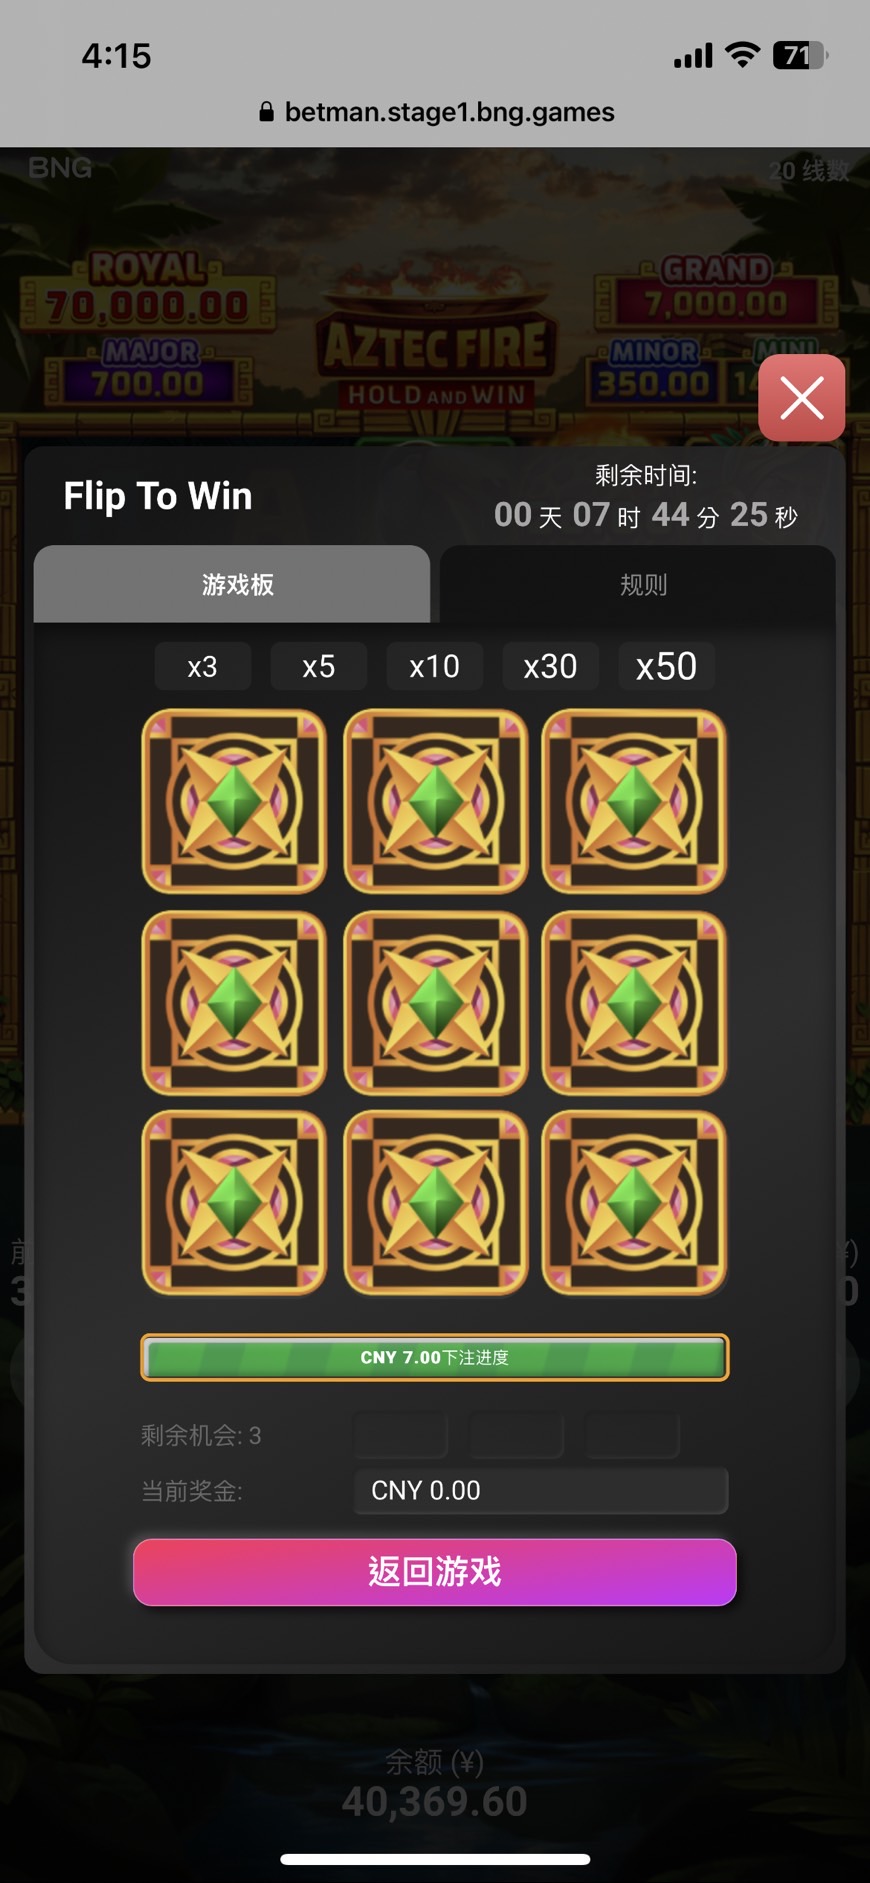 4:15
71
betman.stage1.bng.games
BNG
20 线数
ROYAL
70,000.00
GRAND
7,000.00
AZTEC FIRE
HOLD AND WIN
MAJOR
700.00
MINOR
350.00
MINI
Flip To Win
剩余时间:
00 天 07 时 44 分 25 秒
游戏板
规则
x3 x5 x10 x30 x50
CNY 7.00下注进度
剩余机会: 3
当前奖金:
CNY 0.00
返回游戏
余额 (¥)
40,369.60